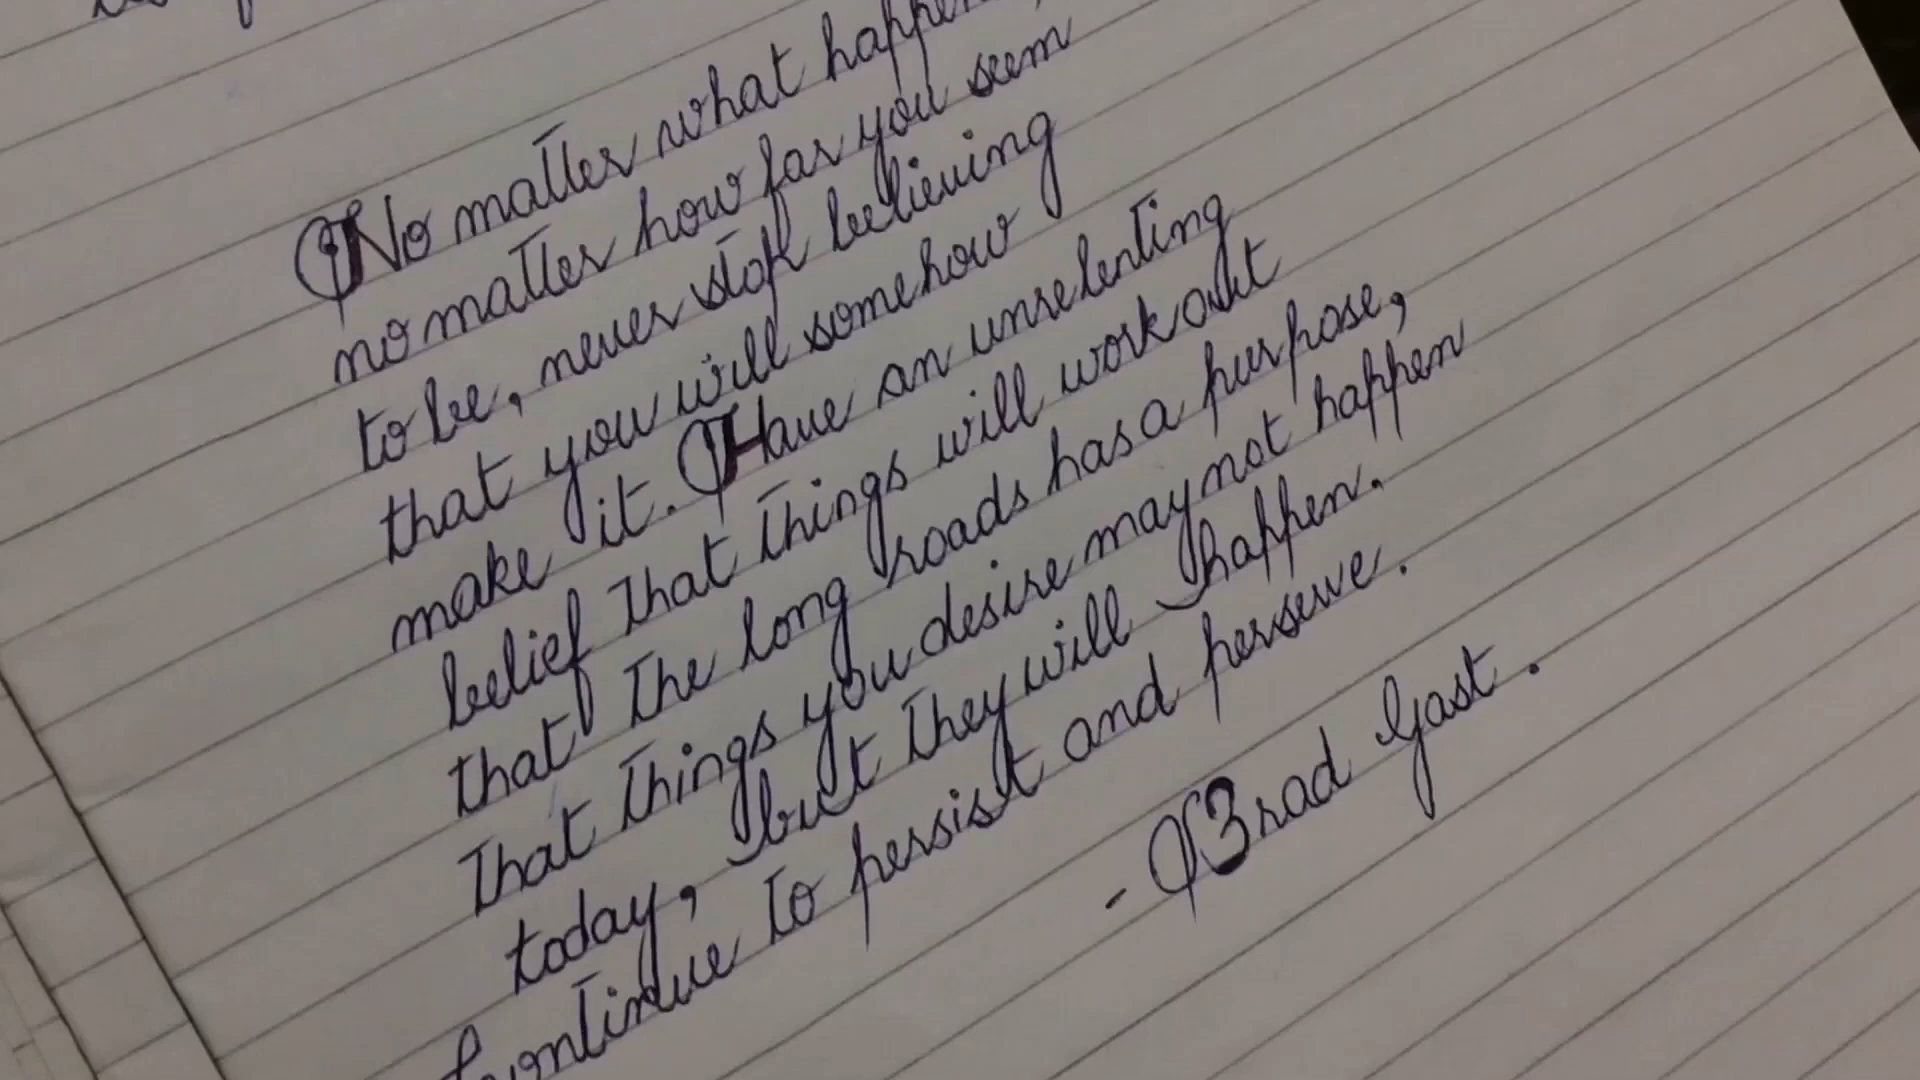 No matter what happen
no matter how far you seem
to be, never stop believing
that you will somehow
make it. Have an unrelenting
belief that things will work out
that the long roads has a purpose,
that things you desire may not happen
today, but they will happen.
Continue to persist and perseve.
- Brad Gast.